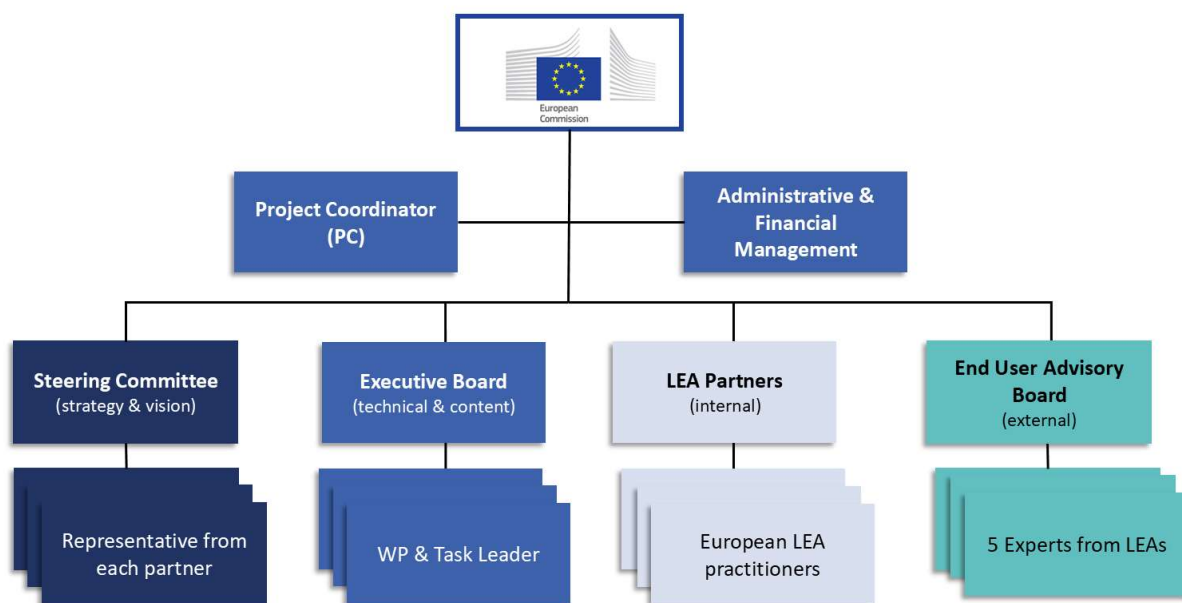 European
Commission
Project Coordinator
(PC)
Administrative &
Financial
Management
Steering Committee
(strategy & vision)
Executive Board
(technical & content)
LEA Partners
(internal)
End User Advisory
Board
(external)
Representative from
each partner
WP & Task Leader
European LEA
practitioners
5 Experts from LEAs